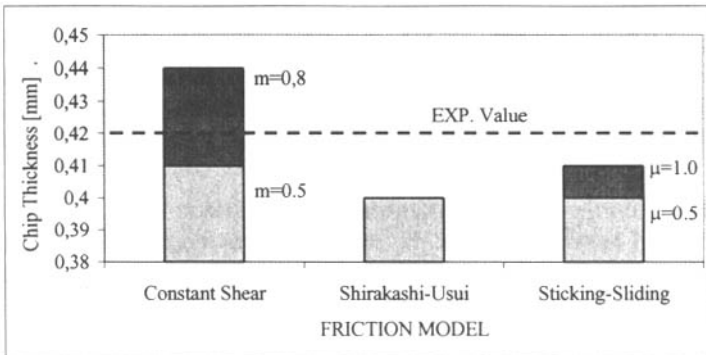 Chip Thickness [mm] .
0,45
0,44
0,43
0,42
0,41
0,4
0,39
0,38
m=0,8
EXP. Value
m=0.5
μ=1.0
μ=0.5
Constant Shear
Shirakashi-Usui
Sticking-Sliding
FRICTION MODEL